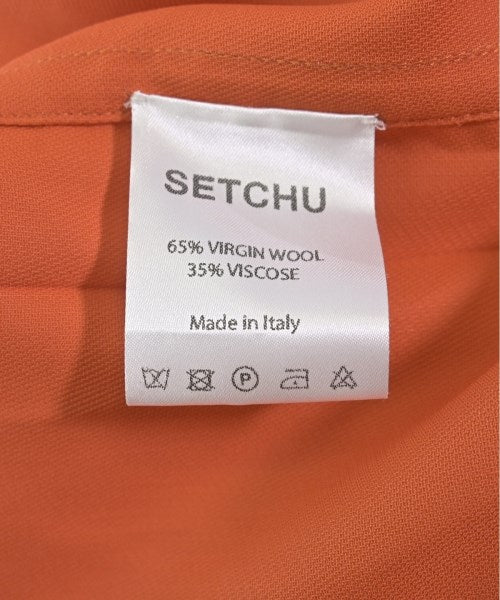 SETCHU
65% VIRGIN WOOL
35% VISCOSE
Made in Italy
P